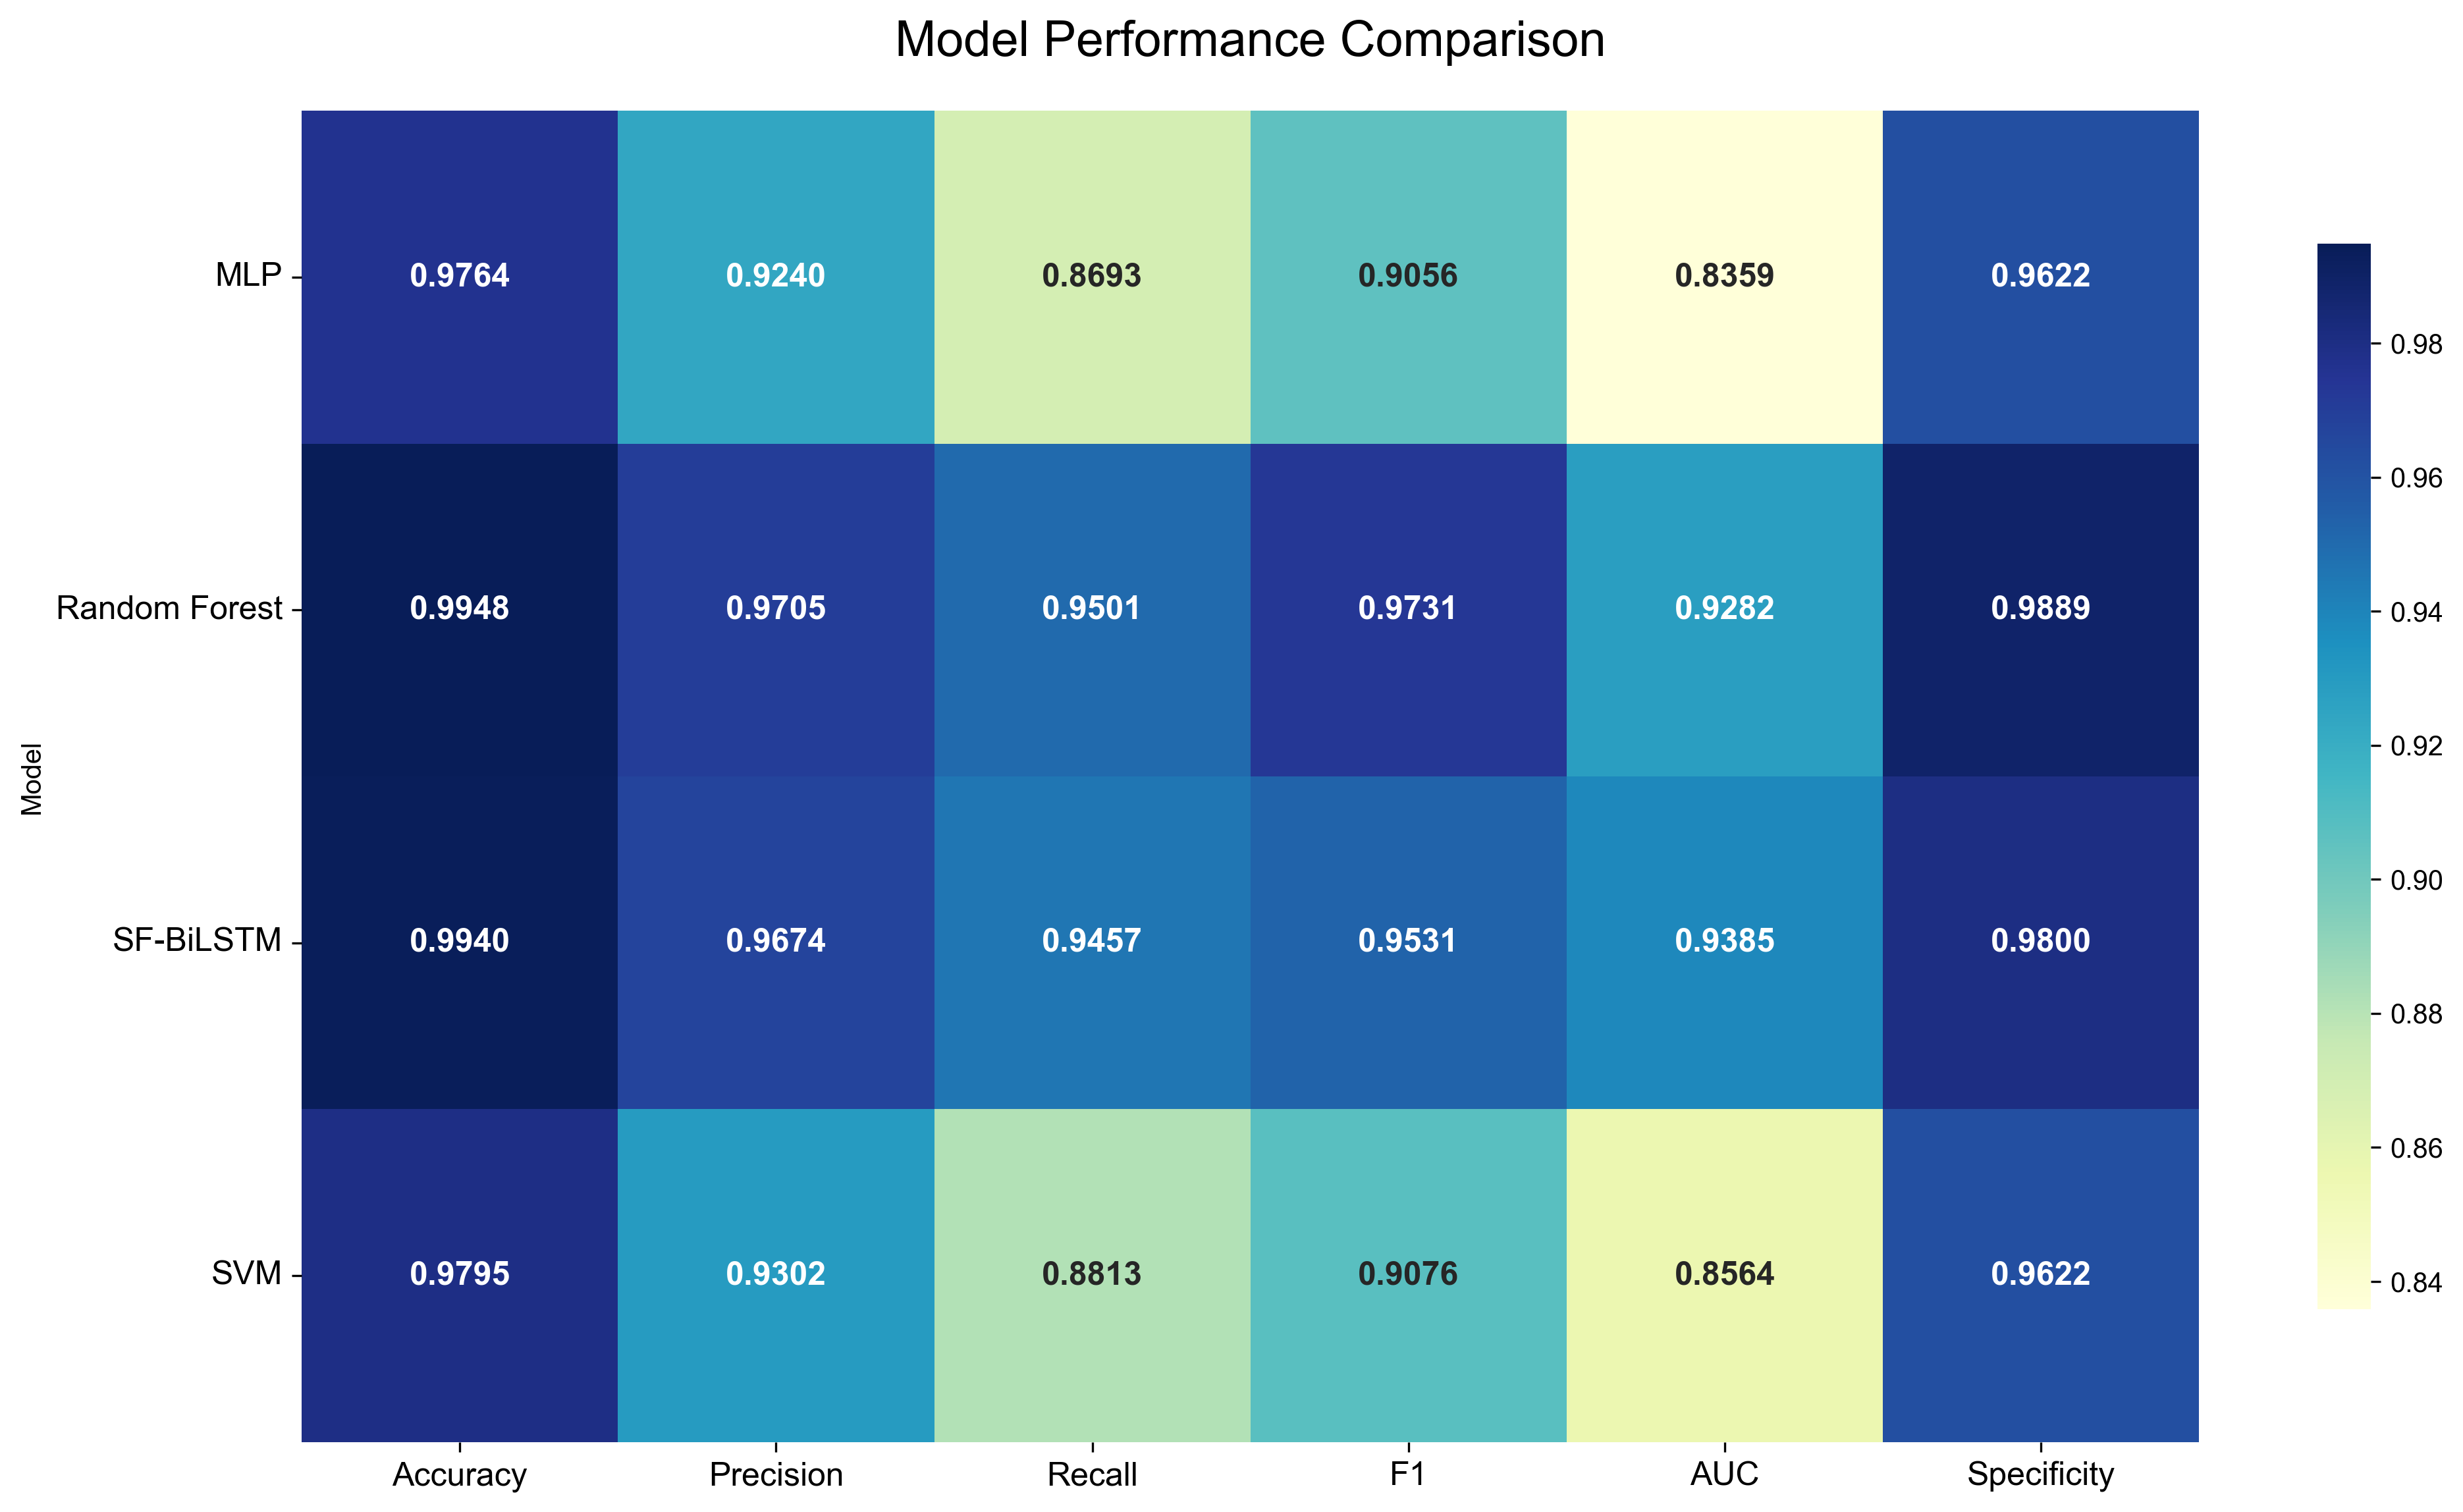 Model Performance Comparison
Model
MLP 0.9764 0.9240 0.8693 0.9056 0.8359 0.9622
Random Forest 0.9948 0.9705 0.9501 0.9731 0.9282 0.9889
SF-BiLSTM 0.9940 0.9674 0.9457 0.9531 0.9385 0.9800
SVM 0.9795 0.9302 0.8813 0.9076 0.8564 0.9622
Accuracy Precision Recall F1 AUC Specificity
0.98
0.96
0.94
0.92
0.90
0.88
0.86
0.84